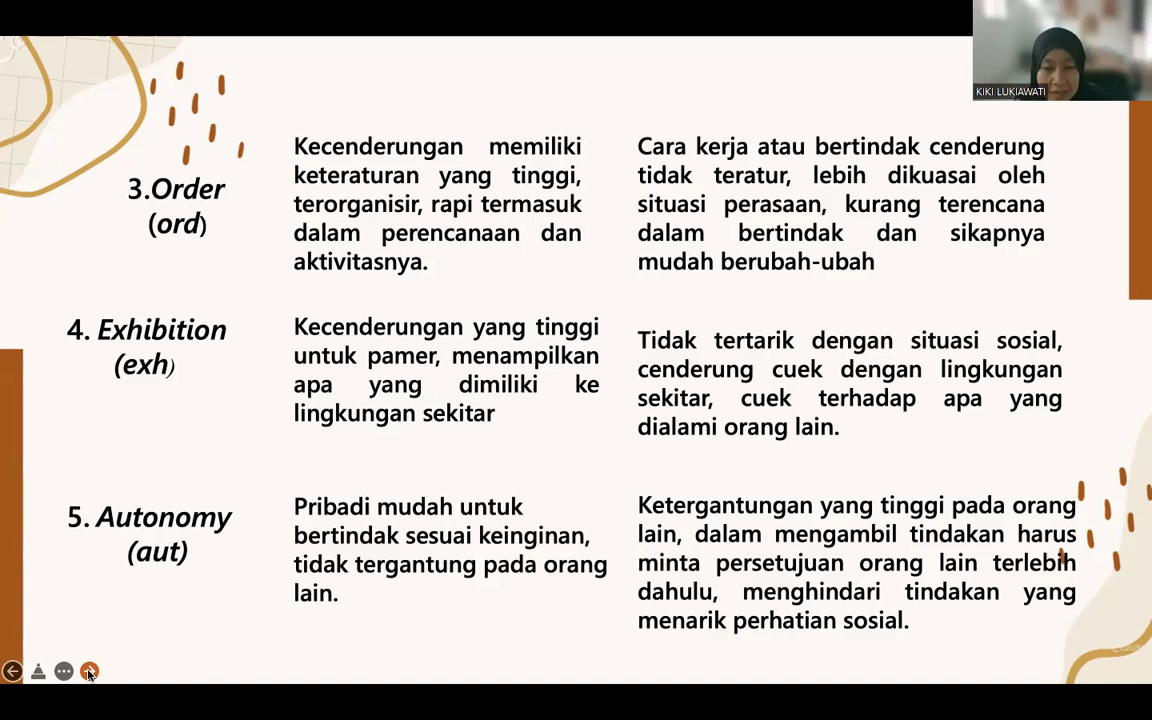 KIKI LUKIAWATI
3.Order
(ord)
Kecenderungan memiliki
keteraturan yang tinggi,
terorganisir, rapi termasuk
dalam perencanaan dan
aktivitasnya.
Cara kerja atau bertindak cenderung
tidak teratur, lebih dikuasai oleh
situasi perasaan, kurang terencana
dalam bertindak dan sikapnya
mudah berubah-ubah
4. Exhibition
(exh)
Kecenderungan yang tinggi
untuk pamer, menampilkan
apa yang dimiliki ke
lingkungan sekitar
Tidak tertarik dengan situasi sosial,
cenderung cuek dengan lingkungan
sekitar, cuek terhadap apa yang
dialami orang lain.
5. Autonomy
(aut)
Pribadi mudah untuk
bertindak sesuai keinginan,
tidak tergantung pada orang
lain.
Ketergantungan yang tinggi pada orang
lain, dalam mengambil tindakan harus
minta persetujuan orang lain terlebih
dahulu, menghindari tindakan yang
menarik perhatian sosial.